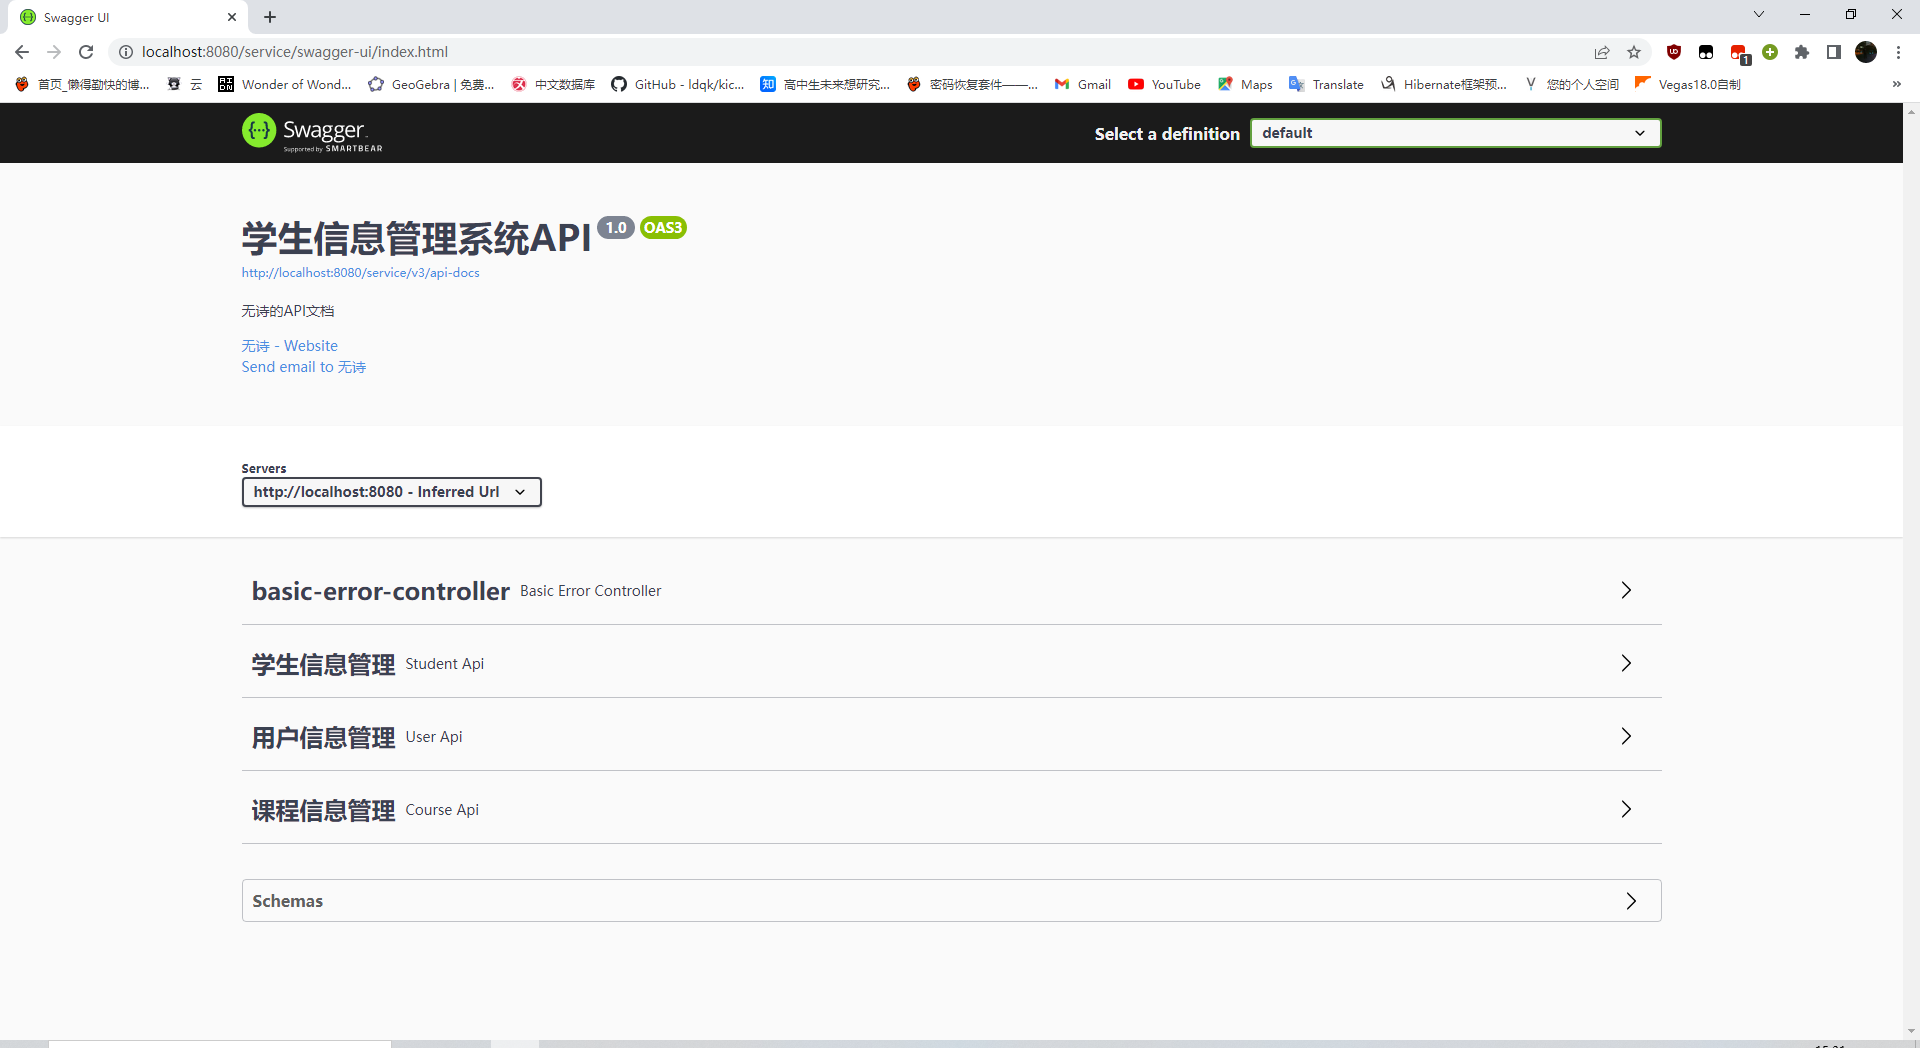 Swagger UI
localhost:8080/service/swagger-ui/index.html
1
首页_懒得勤快的博...
云
Wonder of Wond...
GeoGebra | 免费...
中文数据库
GitHub - ldqk/kic...
知 高中生未来想研究...
密码恢复套件——...
Gmail
YouTube
Maps
Translate
Hibernate框架预...
您的个人空间
Vegas18.0自制
»
Swagger
Supported by SMARTBEAR
Select a definition
default
学生信息管理系统API 1.0 OAS3
http://localhost:8080/service/v3/api-docs
无诗的API文档
无诗 - Website
Send email to 无诗
Servers
http://localhost:8080 - Inferred Url
basic-error-controller Basic Error Controller
学生信息管理 Student Api
用户信息管理 User Api
课程信息管理 Course Api
Schemas